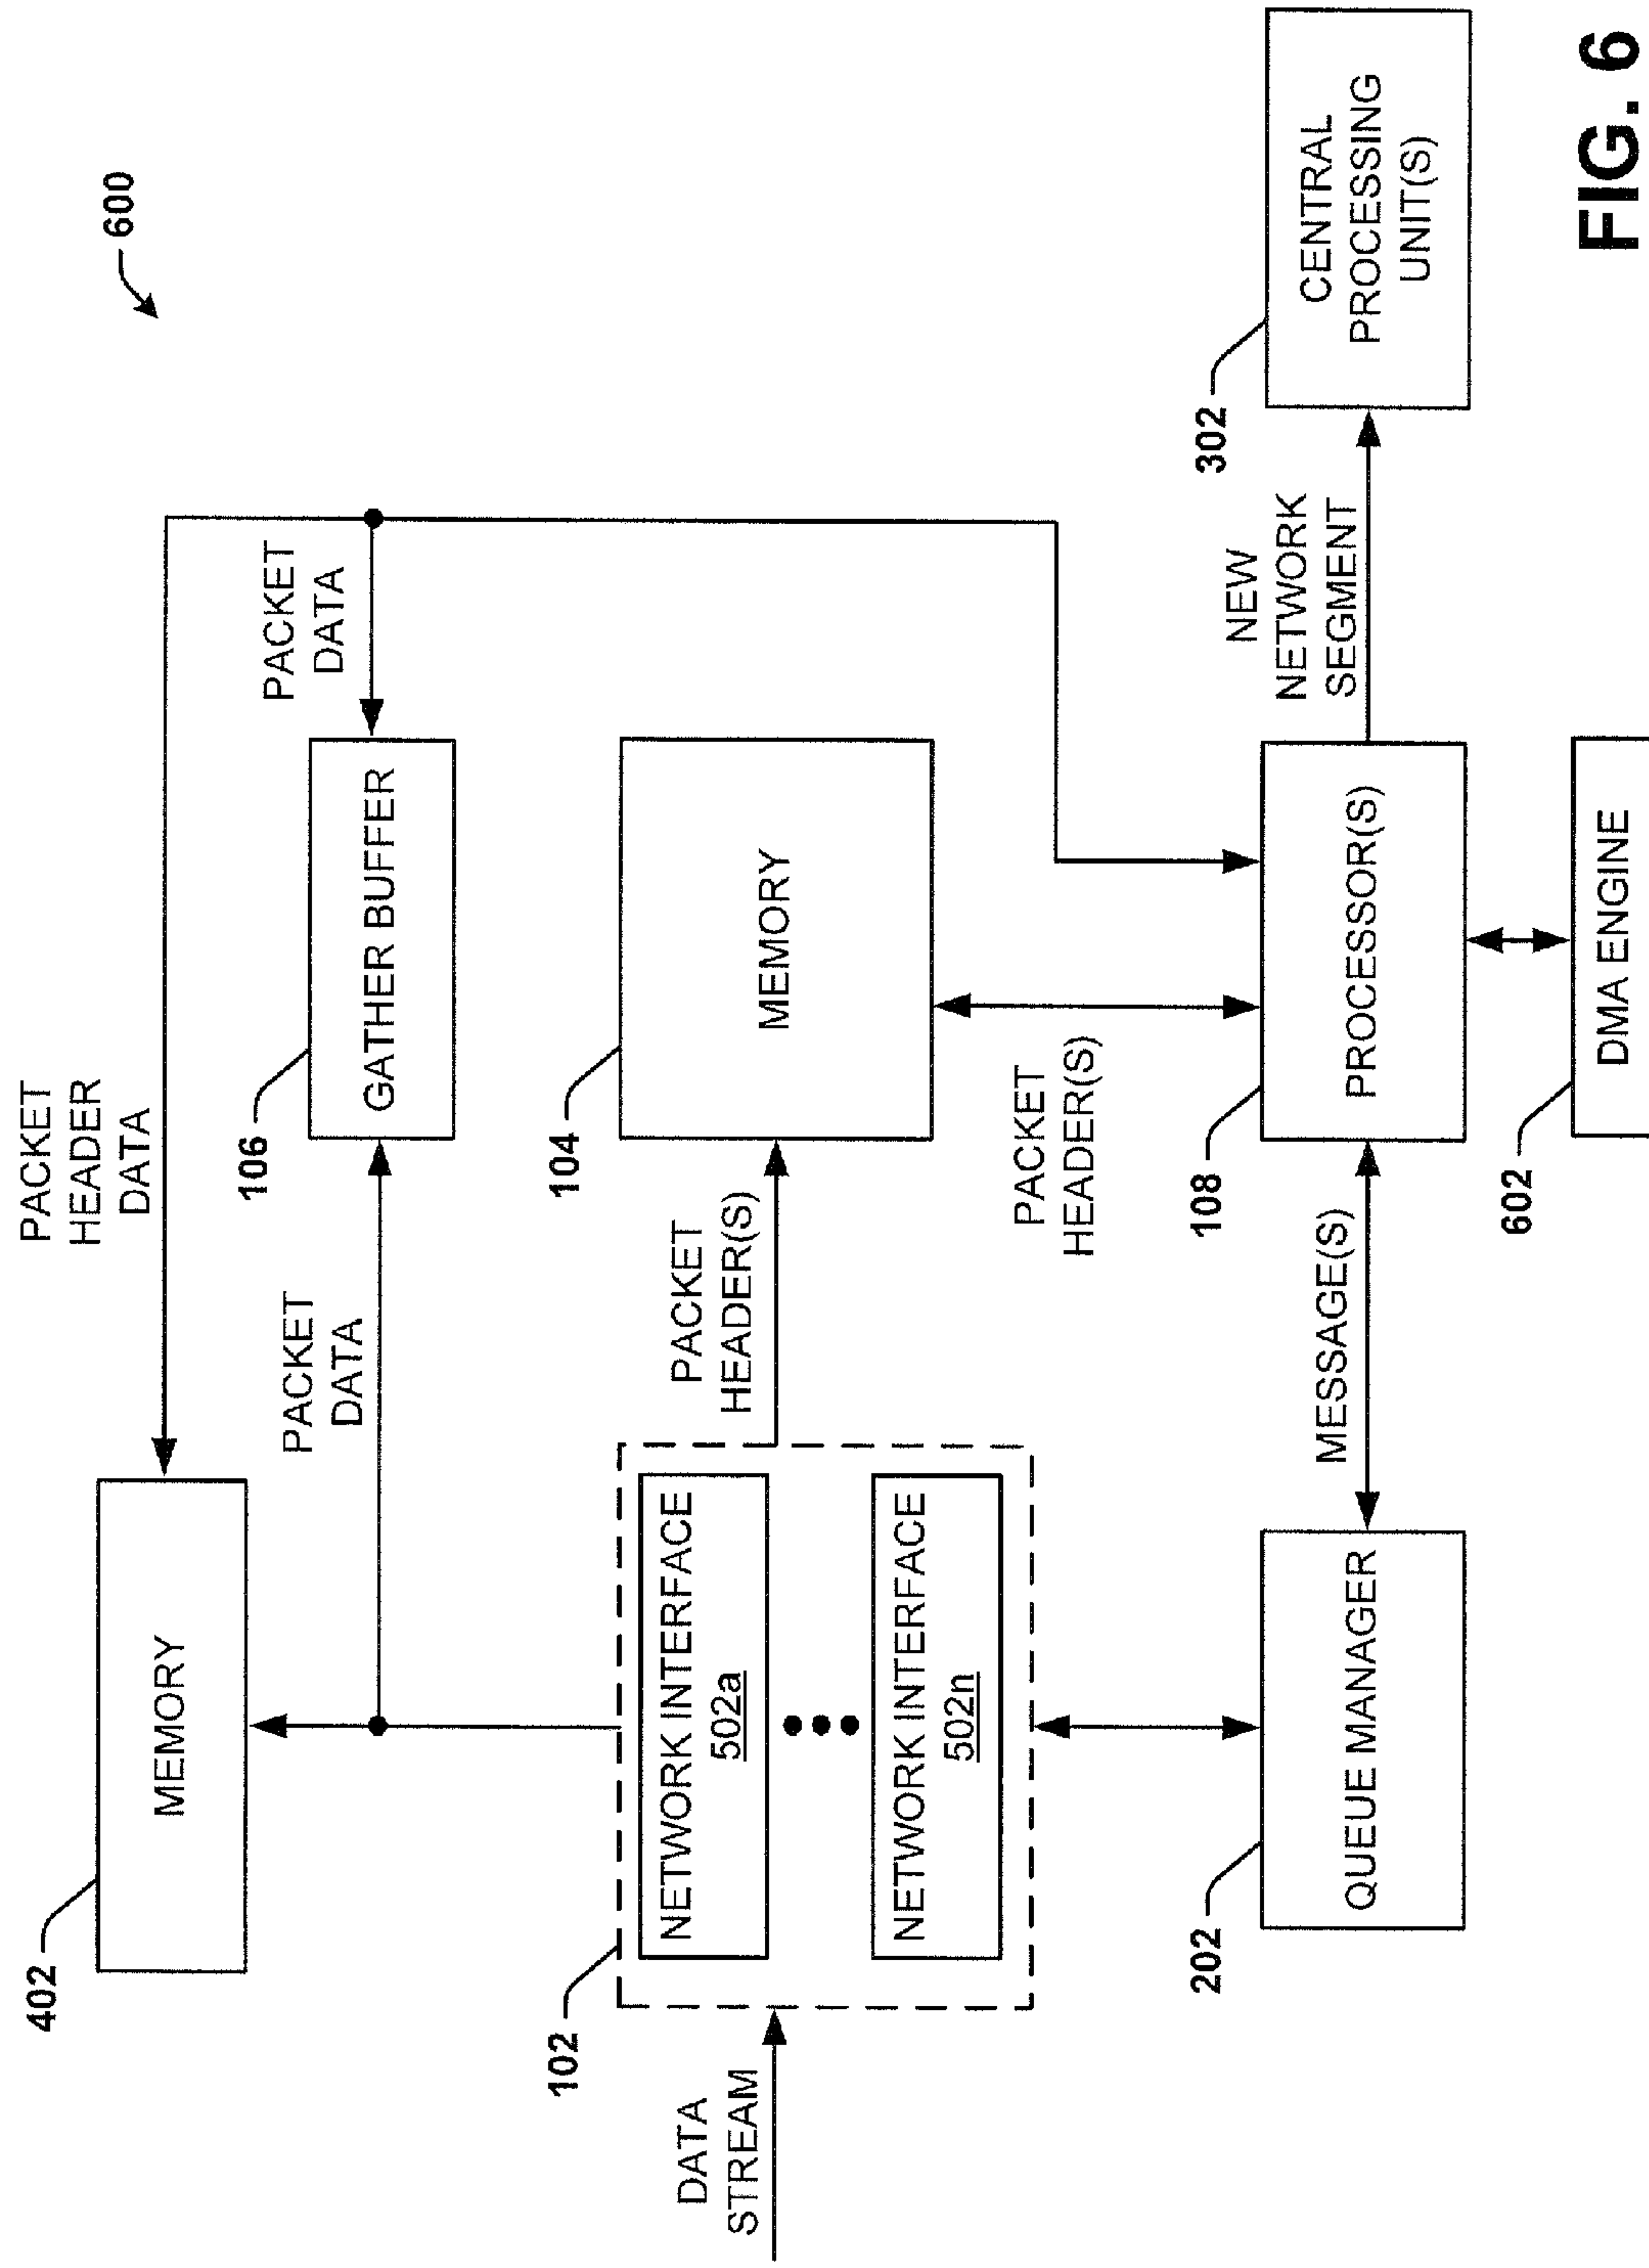 600
402
MEMORY
PACKET
HEADER
DATA
PACKET
DATA
106
GATHER BUFFER
PACKET
DATA
DATA
STREAM
102
NETWORK INTERFACE
502a
NETWORK INTERFACE
502n
PACKET
HEADER(S)
104
MEMORY
PACKET
HEADER(S)
202
QUEUE MANAGER
MESSAGE(S)
108
PROCESSOR(S)
NEW
NETWORK
SEGMENT
302
CENTRAL
PROCESSING
UNIT(S)
602
DMA ENGINE
FIG. 6